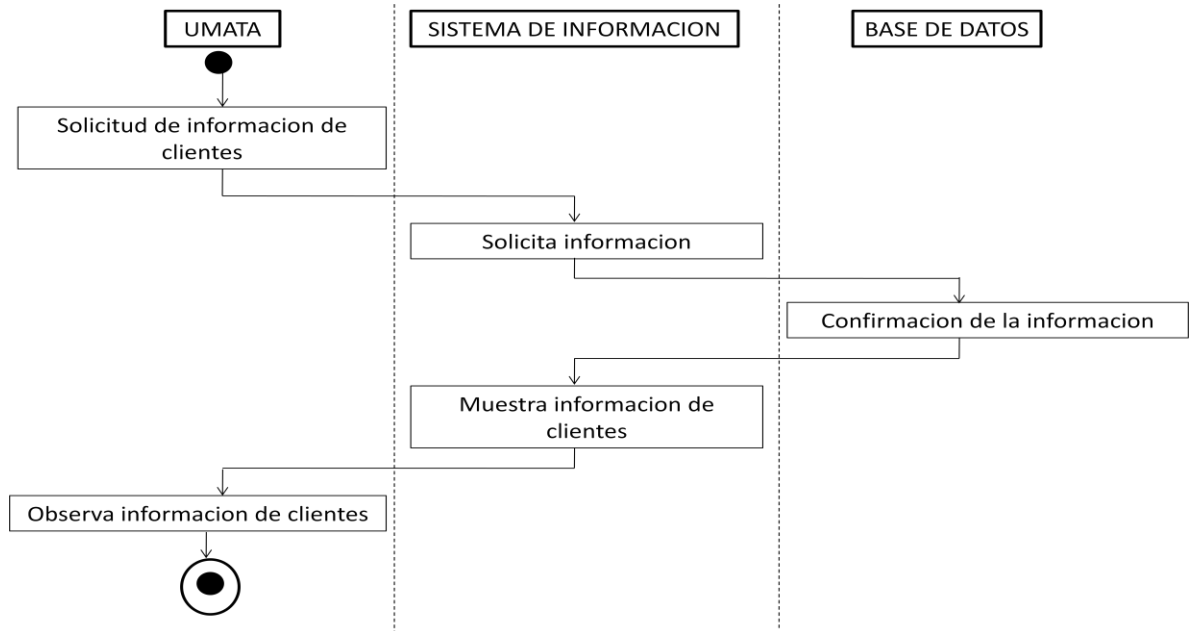 UMATA
SISTEMA DE INFORMACION
BASE DE DATOS
Solicitud de informacion de
clientes
Solicita informacion
Confirmacion de la informacion
Muestra informacion de
clientes
Observa informacion de clientes